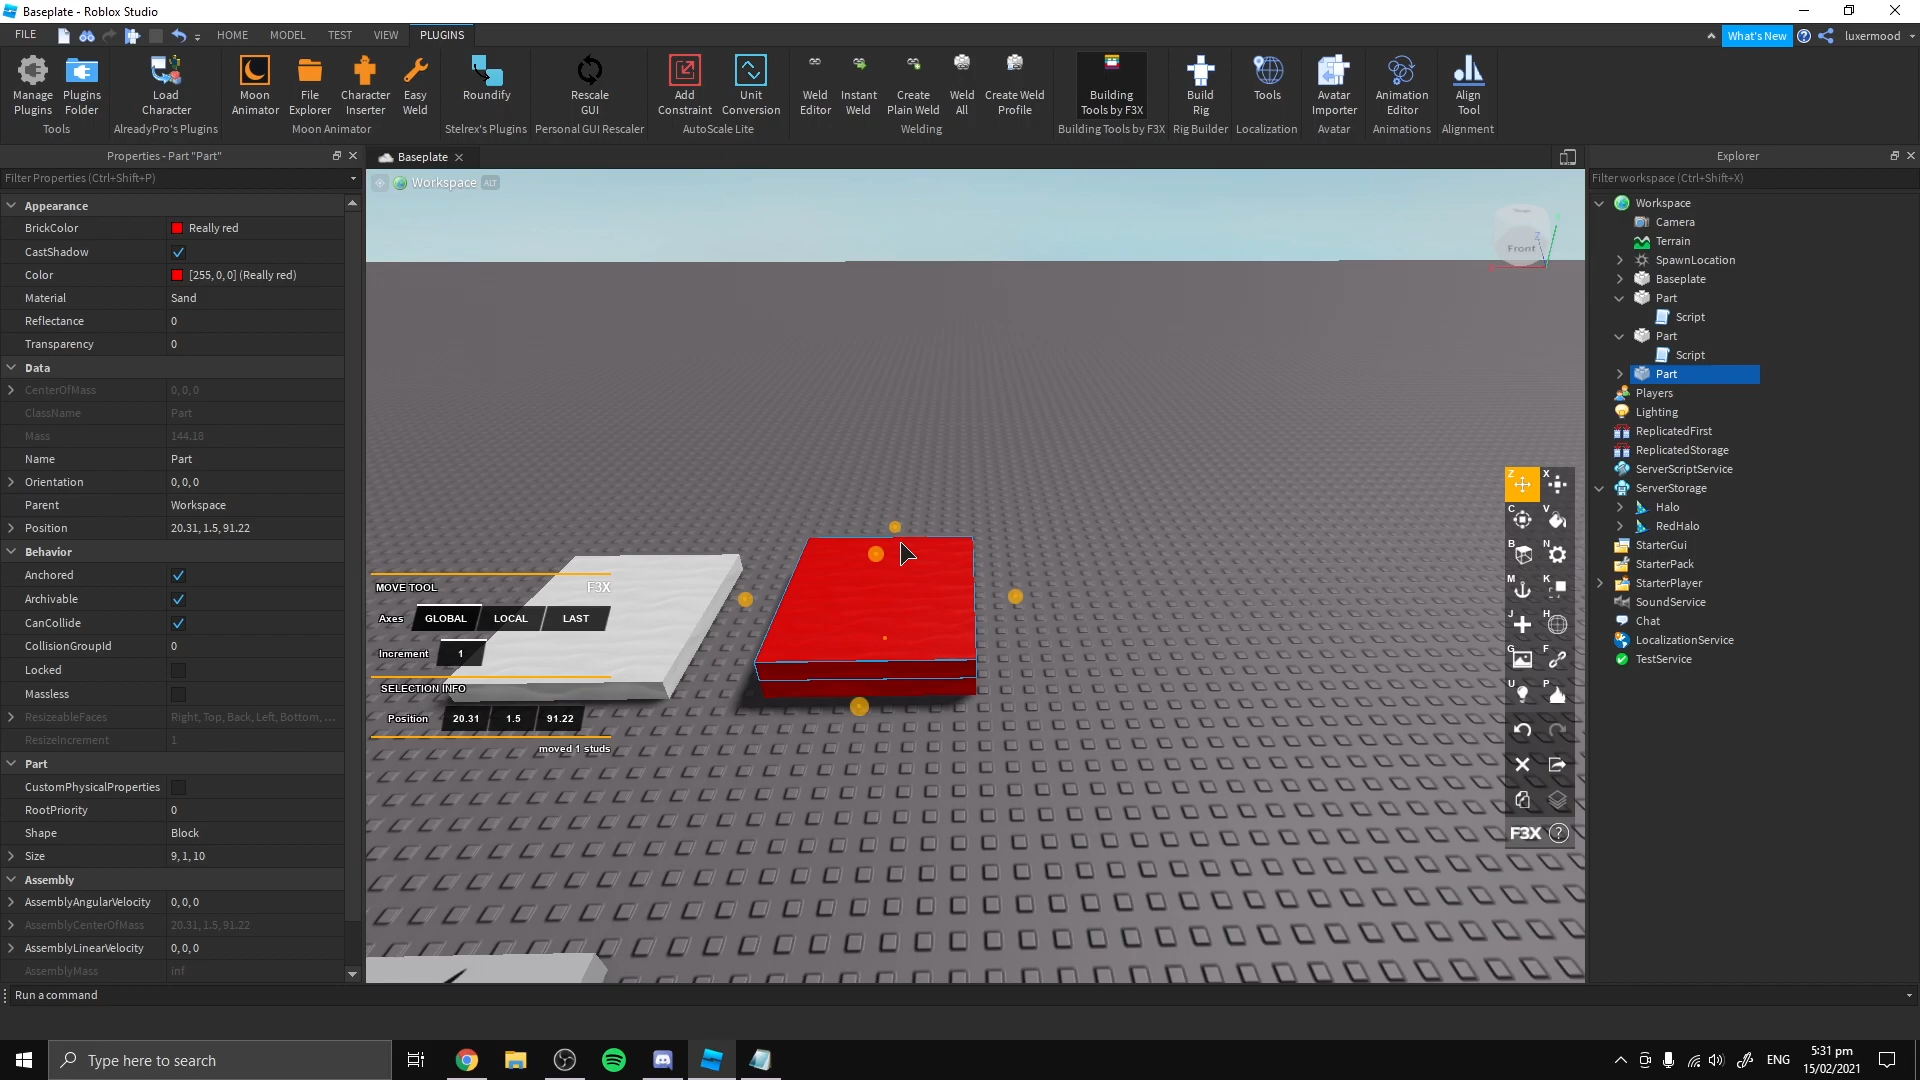 Baseplate - Roblox Studio
FILE HOME MODEL TEST VIEW PLUGINS What's New luxermood
Manage Plugins
Plugins Folder
Tools
Load Character
AlreadyPro's Plugins
Moon Animator
File Explorer
Character Inserter
Easy Weld
Moon Animator
Roundify
Stelrex's Plugins
Rescale GUI
Personal GUI Rescaler
Add Constraint
Unit Conversion
AutoScale Lite
Weld Editor
Instant Weld
Create Plain Weld
Weld All
Create Weld Profile
Welding
Building Tools by F3X
Building Tools by F3X
Build Rig
Rig Builder
Tools
Localization
Avatar Importer
Avatar
Animation Editor
Animations
Align Tool
Alignment
Properties - Part "Part"
Filter Properties (Ctrl+Shift+P)
Appearance
BrickColor Really red
CastShadow
Color [255, 0, 0] (Really red)
Material Sand
Reflectance 0
Transparency 0
Data
CenterOfMass 0, 0, 0
ClassName Part
Mass 144.18
Name Part
Orientation 0, 0, 0
Parent Workspace
Position 20.31, 1.5, 91.22
Behavior
Anchored
Archivable
CanCollide
CollisionGroupId 0
Locked
Massless
ResizeableFaces Right, Top, Back, Left, Bottom, ...
ResizeIncrement 1
Part
CustomPhysicalProperties
RootPriority 0
Shape Block
Size 9, 1, 10
Assembly
AssemblyAngularVelocity 0, 0, 0
AssemblyCenterOfMass 20.31, 1.5, 91.22
AssemblyLinearVelocity 0, 0, 0
AssemblyMass inf
Baseplate
Workspace ALT
Front
Z
MOVE TOOL F3X
Axes GLOBAL LOCAL LAST
Increment 1
SELECTION INFO
Position 20.31 1.5 91.22
moved 1 studs
Z X
C V
B N
M K
J H
G F
U P
F3X ?
Explorer
Filter workspace (Ctrl+Shift+X)
Workspace
Camera
Terrain
SpawnLocation
Baseplate
Part
Script
Part
Script
Part
Players
Lighting
ReplicatedFirst
ReplicatedStorage
ServerScriptService
ServerStorage
Halo
RedHalo
StarterGui
StarterPack
StarterPlayer
SoundService
Chat
LocalizationService
TestService
Run a command
Type here to search
ENG
5:31 pm
15/02/2021